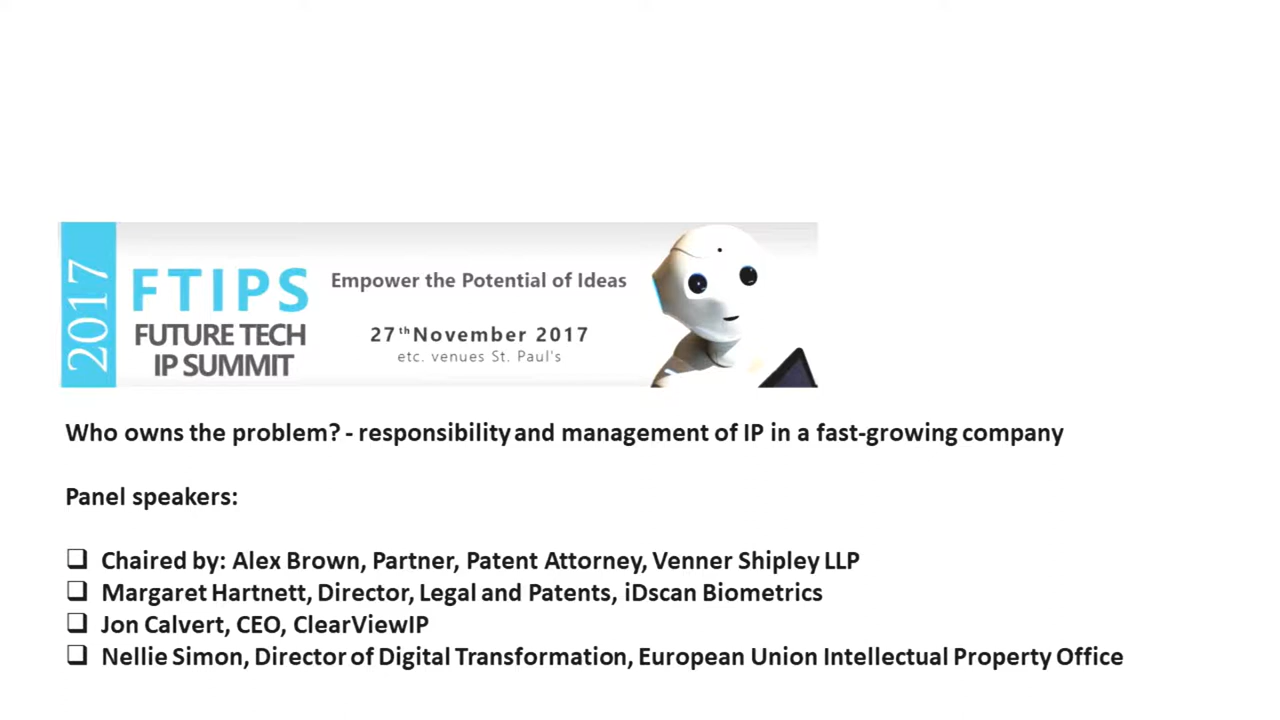 2017
FTIPS
FUTURE TECH
IP SUMMIT
Empower the Potential of Ideas
27th November 2017
etc. venues St. Paul's
Who owns the problem? - responsibility and management of IP in a fast-growing company
Panel speakers:
❑ Chaired by: Alex Brown, Partner, Patent Attorney, Venner Shipley LLP
❑ Margaret Hartnett, Director, Legal and Patents, iDscan Biometrics
❑ Jon Calvert, CEO, ClearViewIP
❑ Nellie Simon, Director of Digital Transformation, European Union Intellectual Property Office